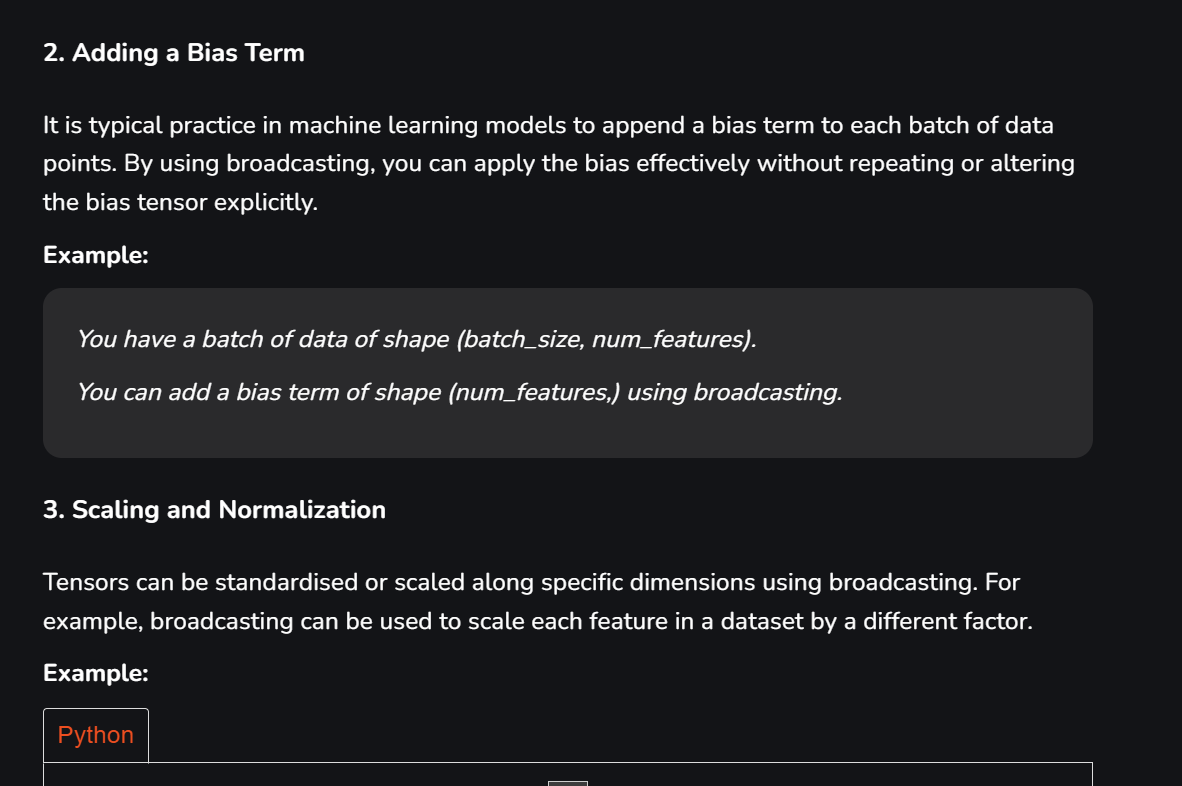 2. Adding a Bias Term
It is typical practice in machine learning models to append a bias term to each batch of data
points. By using broadcasting, you can apply the bias effectively without repeating or altering
the bias tensor explicitly.
Example:
You have a batch of data of shape (batch_size, num_features).
You can add a bias term of shape (num_features,) using broadcasting.
3. Scaling and Normalization
Tensors can be standardised or scaled along specific dimensions using broadcasting. For
example, broadcasting can be used to scale each feature in a dataset by a different factor.
Example:
Python